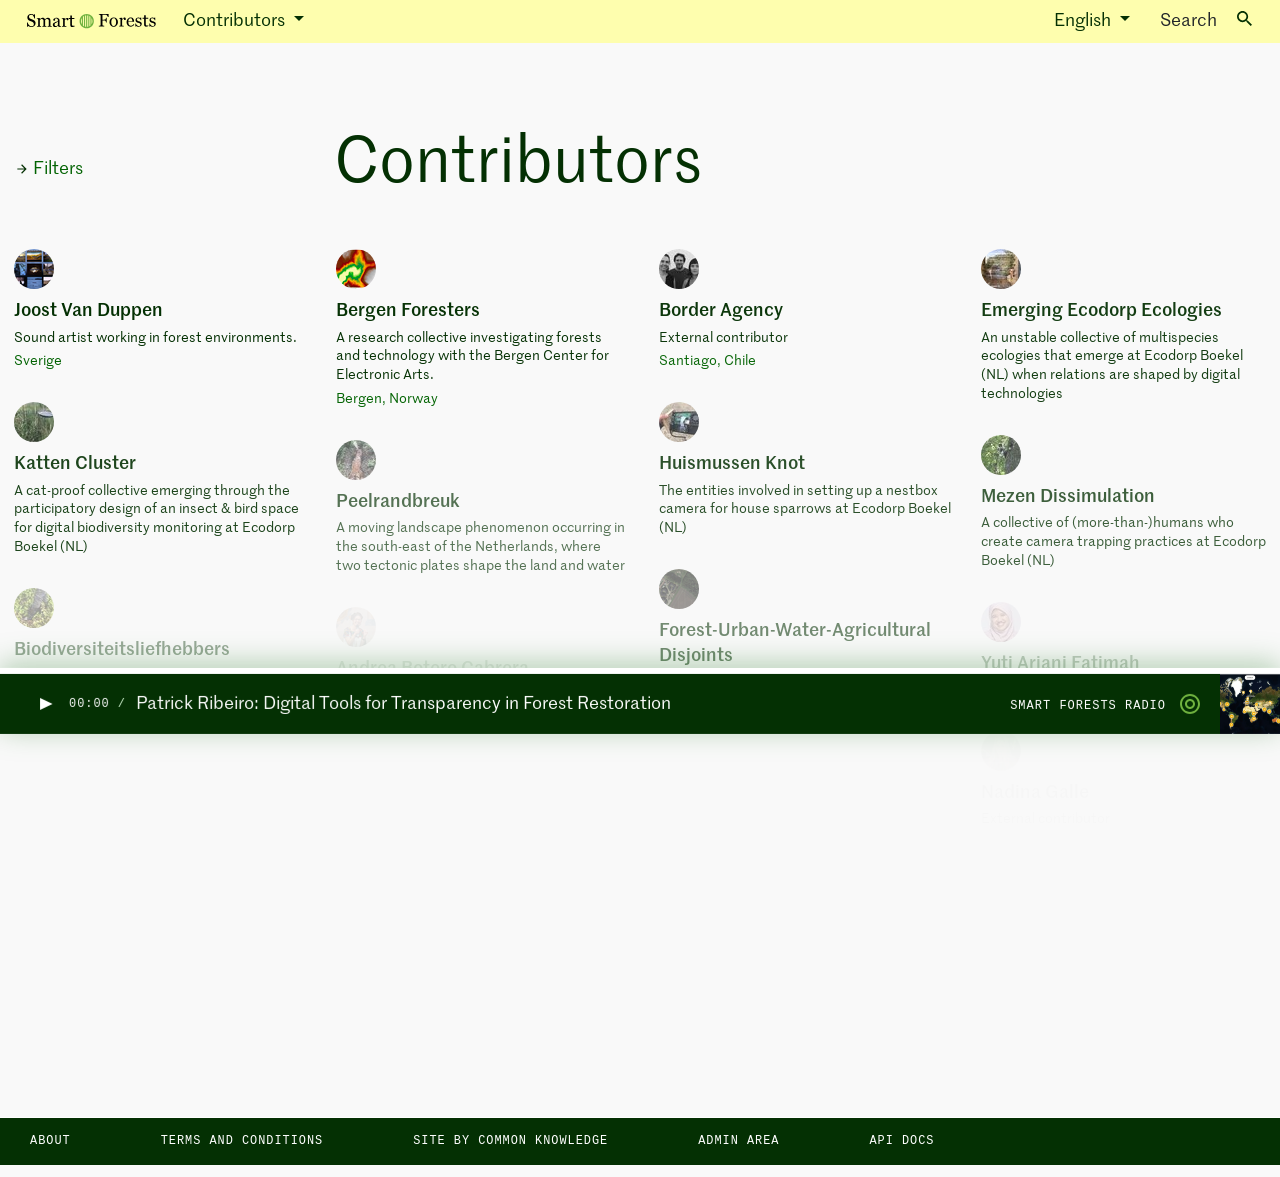 Smart Forests
Contributors
English
Search
Filters
Contributors
Joost Van Duppen
Sound artist working in forest environments.
Sverige
Bergen Foresters
A research collective investigating forests
and technology with the Bergen Center for
Electronic Arts.
Bergen, Norway
Border Agency
External contributor
Santiago, Chile
Emerging Ecodorp Ecologies
An unstable collective of multispecies
ecologies that emerge at Ecodorp Boekel
(NL) when relations are shaped by digital
technologies
Katten Cluster
A cat-proof collective emerging through the
participatory design of an insect & bird space
for digital biodiversity monitoring at Ecodorp
Boekel (NL)
Peelrandbreuk
A moving landscape phenomenon occurring in
the south-east of the Netherlands, where
two tectonic plates shape the land and water
Huismussen Knot
The entities involved in setting up a nestbox
camera for house sparrows at Ecodorp Boekel
(NL)
Mezen Dissimulation
A collective of (more-than-)humans who
create camera trapping practices at Ecodorp
Boekel (NL)
Biodiversiteitsliefhebbers
Andrea Botero Cabrera
Forest-Urban-Water-Agricultural
Disjoints
Yuti Ariani Fatimah
00:00 / Patrick Ribeiro: Digital Tools for Transparency in Forest Restoration
SMART FORESTS RADIO
ABOUT
TERMS AND CONDITIONS
SITE BY COMMON KNOWLEDGE
ADMIN AREA
API DOCS